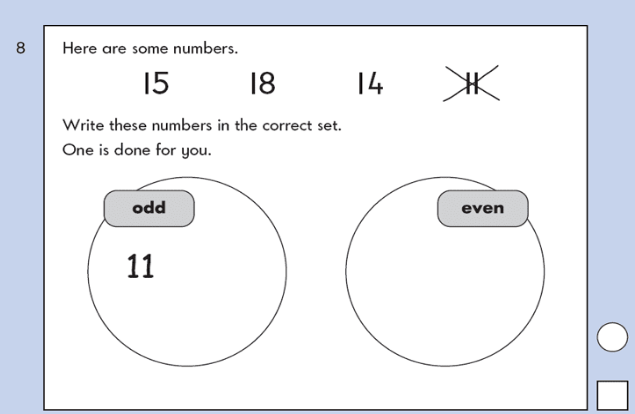 8 Here are some numbers.
15 18 14 11
Write these numbers in the correct set.
One is done for you.
odd even
11